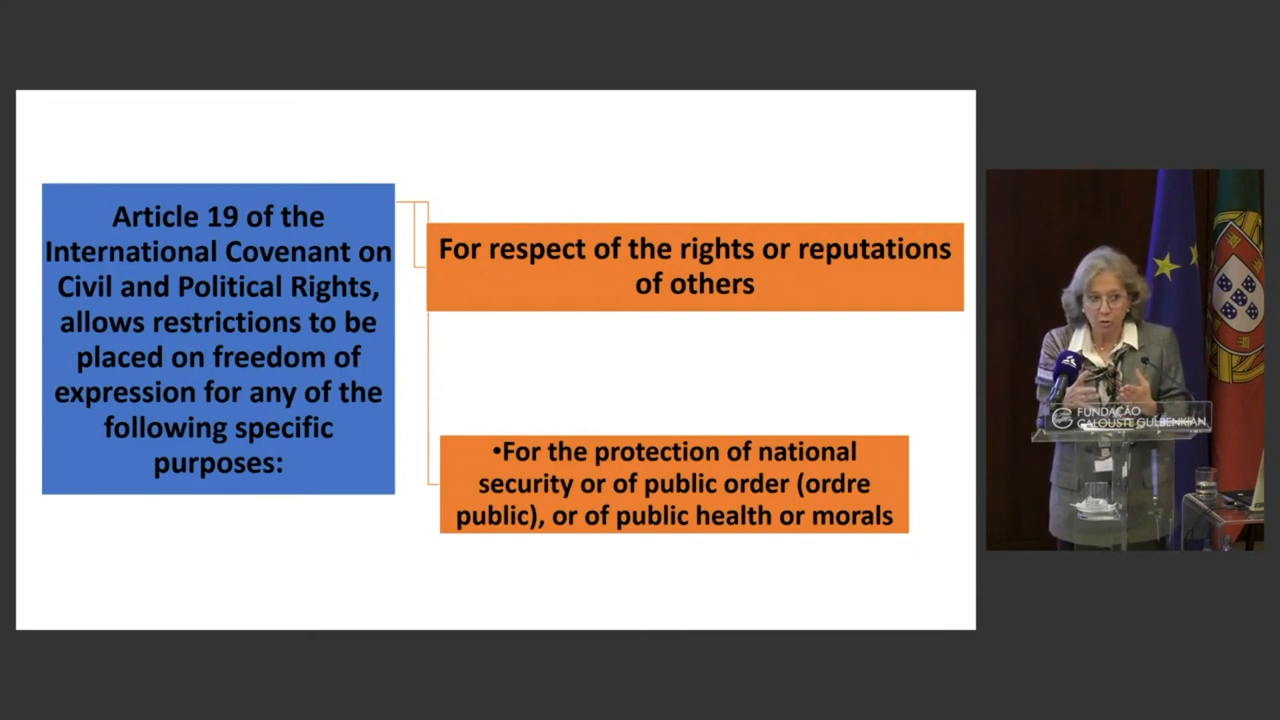 Article 19 of the
International Covenant on
Civil and Political Rights,
allows restrictions to be
placed on freedom of
expression for any of the
following specific
purposes:
For respect of the rights or reputations
of others
•For the protection of national
security or of public order (ordre
public), or of public health or morals
FUNDAÇÃO
CALOUSTE GULBENKIAN